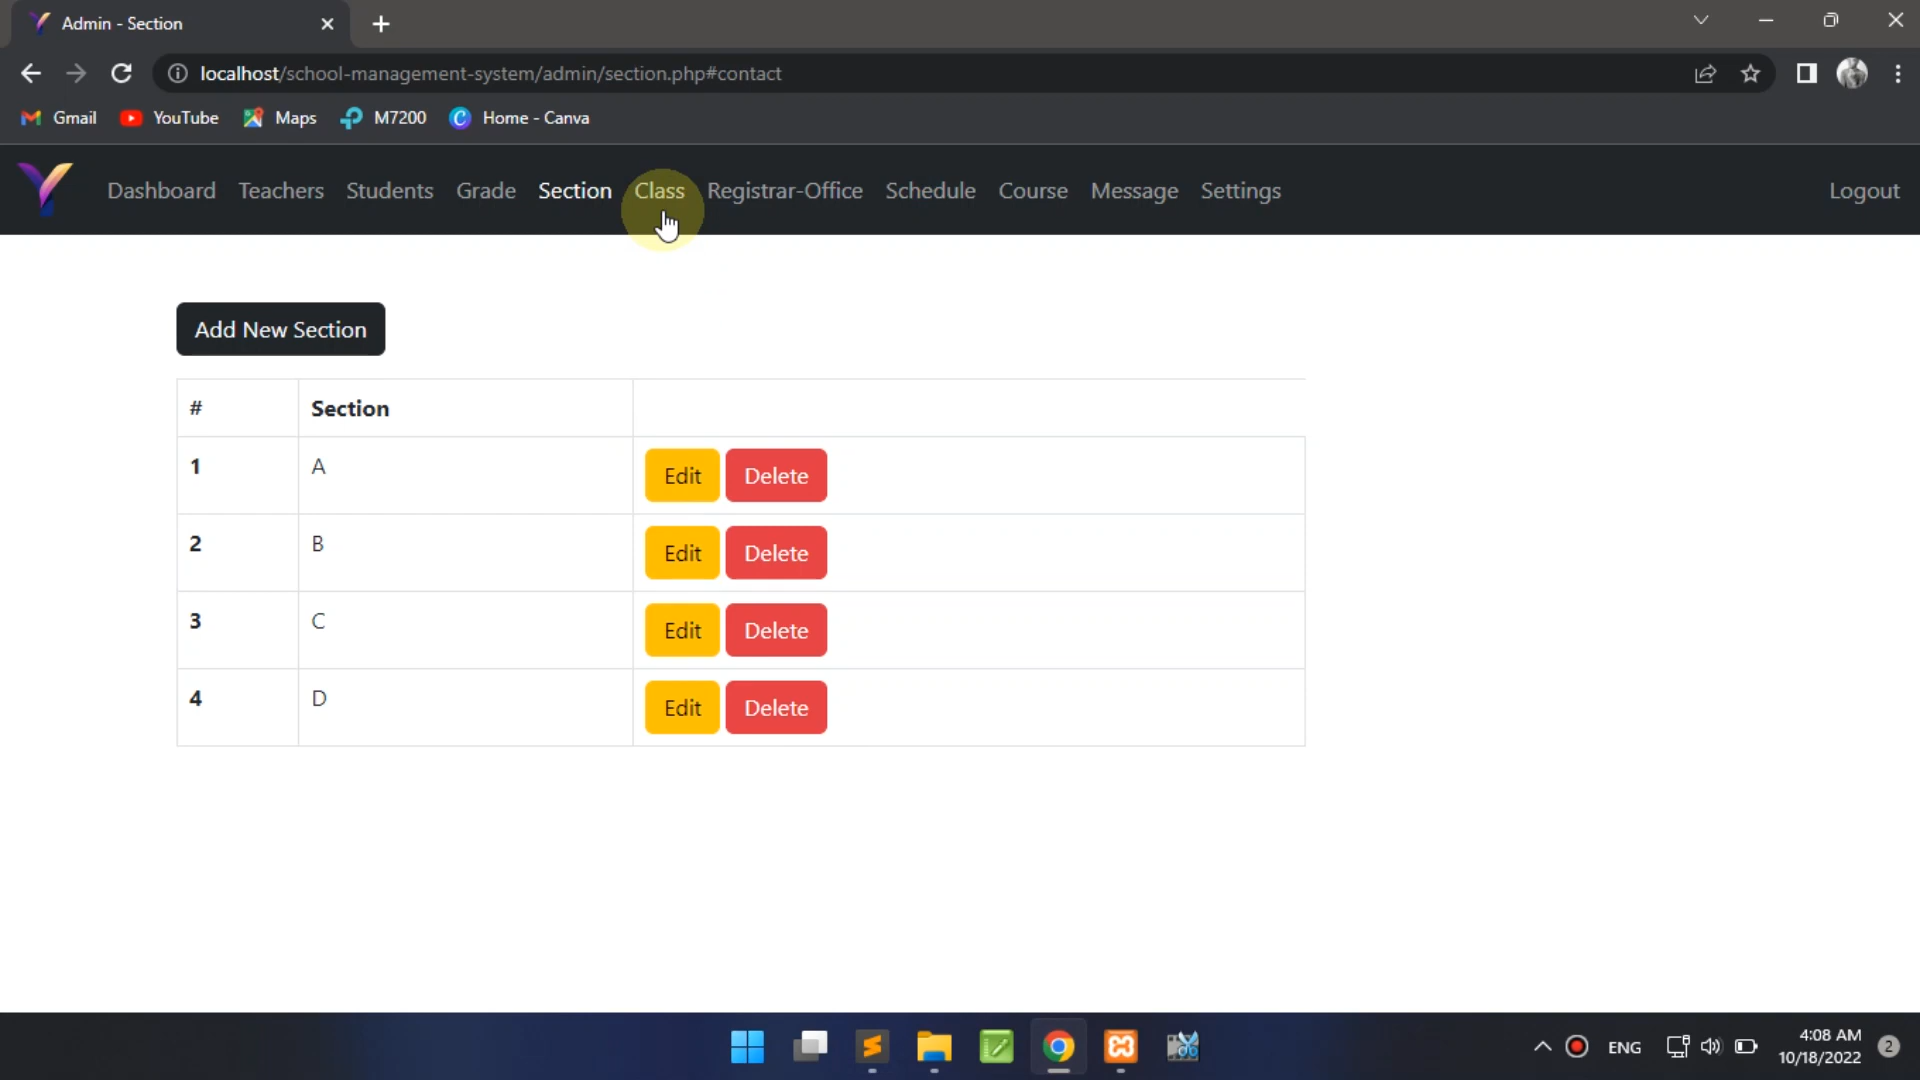 Admin - Section
localhost/school-management-system/admin/section.php#contact
Gmail YouTube Maps M7200 Home - Canva
Dashboard Teachers Students Grade Section Class Registrar-Office Schedule Course Message Settings Logout
Add New Section
# Section
1 A Edit Delete
2 B Edit Delete
3 C Edit Delete
4 D Edit Delete
ENG 4:08 AM 2
10/18/2022